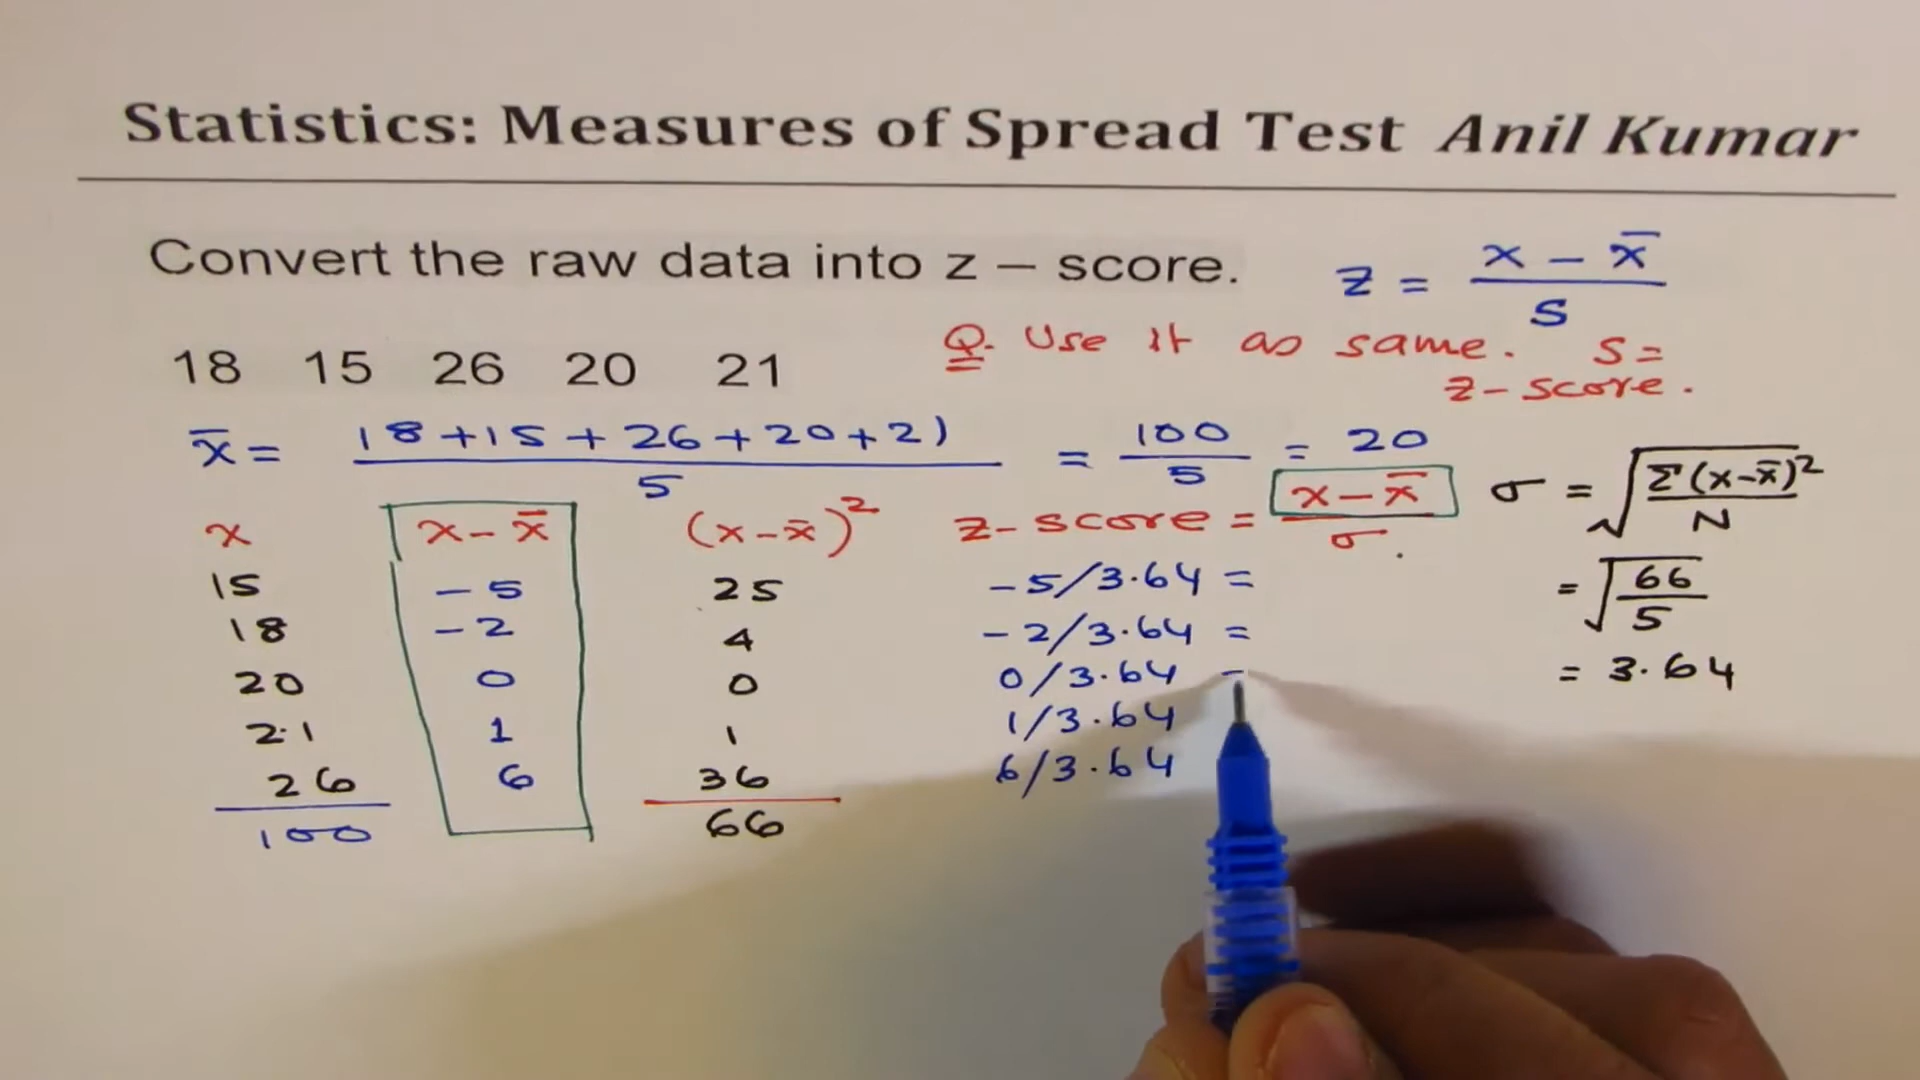 Statistics: Measures of Spread Test Anil Kumar
Convert the raw data into z – score.
z = x – x̄ / s
18 15 26 20 21
Q. Use it as same. s =
z-score.
x̄ = 18+15+26+20+21 / 5 = 100 / 5 = 20
x x–x̄ (x–x̄)² z-score = x–x̄ / σ σ = √Σ(x–x̄)² / N
15 –5 25 –5/3.64 = = √66 / 5
18 –2 4 –2/3.64 =
20 0 0 0/3.64 – = 3.64
21 1 1 1/3.64
26 6 36 6/3.64
100 66